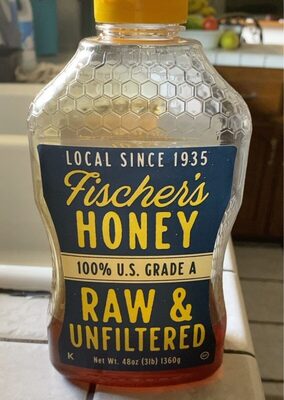 LOCAL SINCE 1935
Fischer's
HONEY
100% U.S. GRADE A
RAW &
UNFILTERED
K Net Wt. 48oz (3lb) 1360g